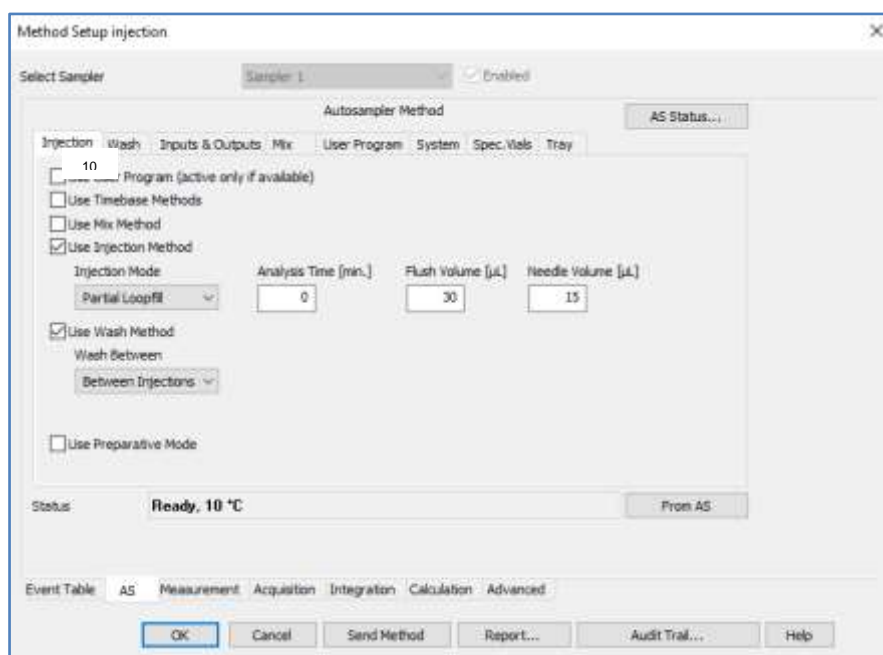 Method Setup injection
Select Sampler Sampler 1 Enabled
Autosampler Method AS Status...
Injection Wash Inputs & Outputs Mix User Program System Spec.Vials Tray
10
Program (active only if available)
Use Timebase Methods
Use Mix Method
Use Injection Method
Injection Mode Analysis Time [min.] Flush Volume [µL] Needle Volume [µL]
Partial Loopfill 0 30 15
Use Wash Method
Wash Between
Between Injections
Use Preparative Mode
Status Ready, 10 °C From AS
Event Table AS Measurement Acquisition Integration Calculation Advanced
OK Cancel Send Method Report... Audit Trail... Help